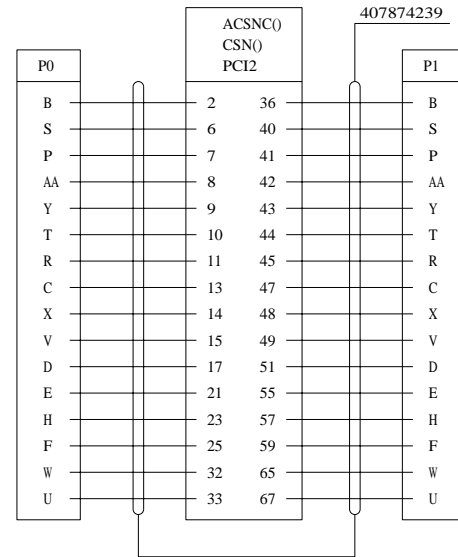 407874239
ACSNC()
CSN()
P0 PCI2 P1
B 2 36 B
S 6 40 S
P 7 41 P
AA 8 42 AA
Y 9 43 Y
T 10 44 T
R 11 45 R
C 13 47 C
X 14 48 X
V 15 49 V
D 17 51 D
E 21 55 E
H 23 57 H
F 25 59 F
W 32 65 W
U 33 67 U